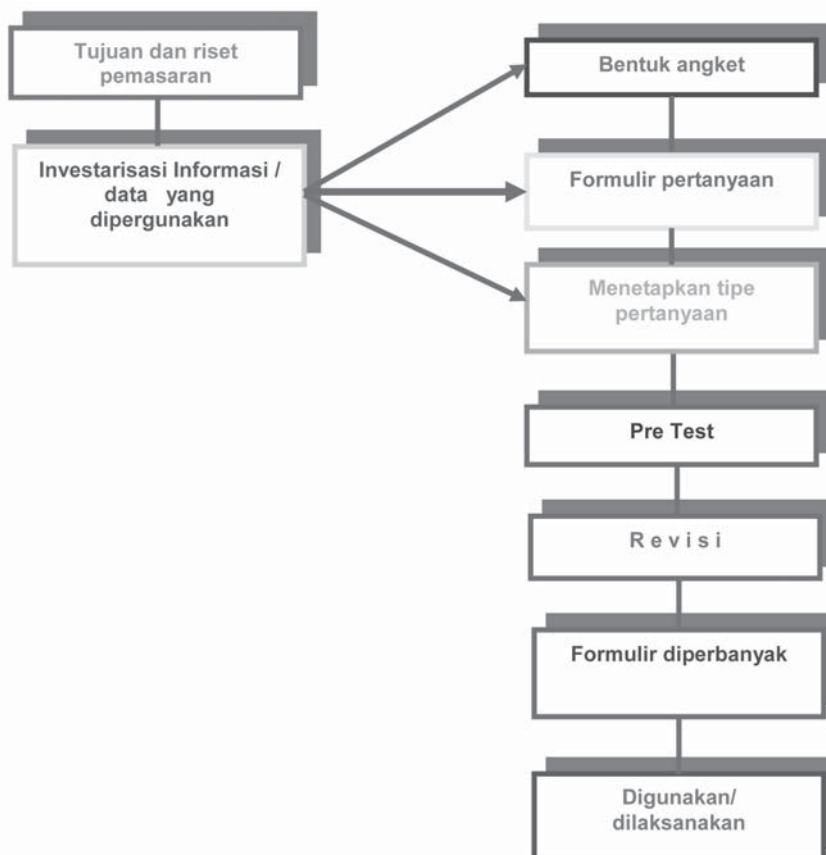 Tujuan dan riset
pemasaran
Investarisasi Informasi /
data yang
dipergunakan
Bentuk angket
Formulir pertanyaan
Menetapkan tipe
pertanyaan
Pre Test
R e v i s i
Formulir diperbanyak
Digunakan/
dilaksanakan